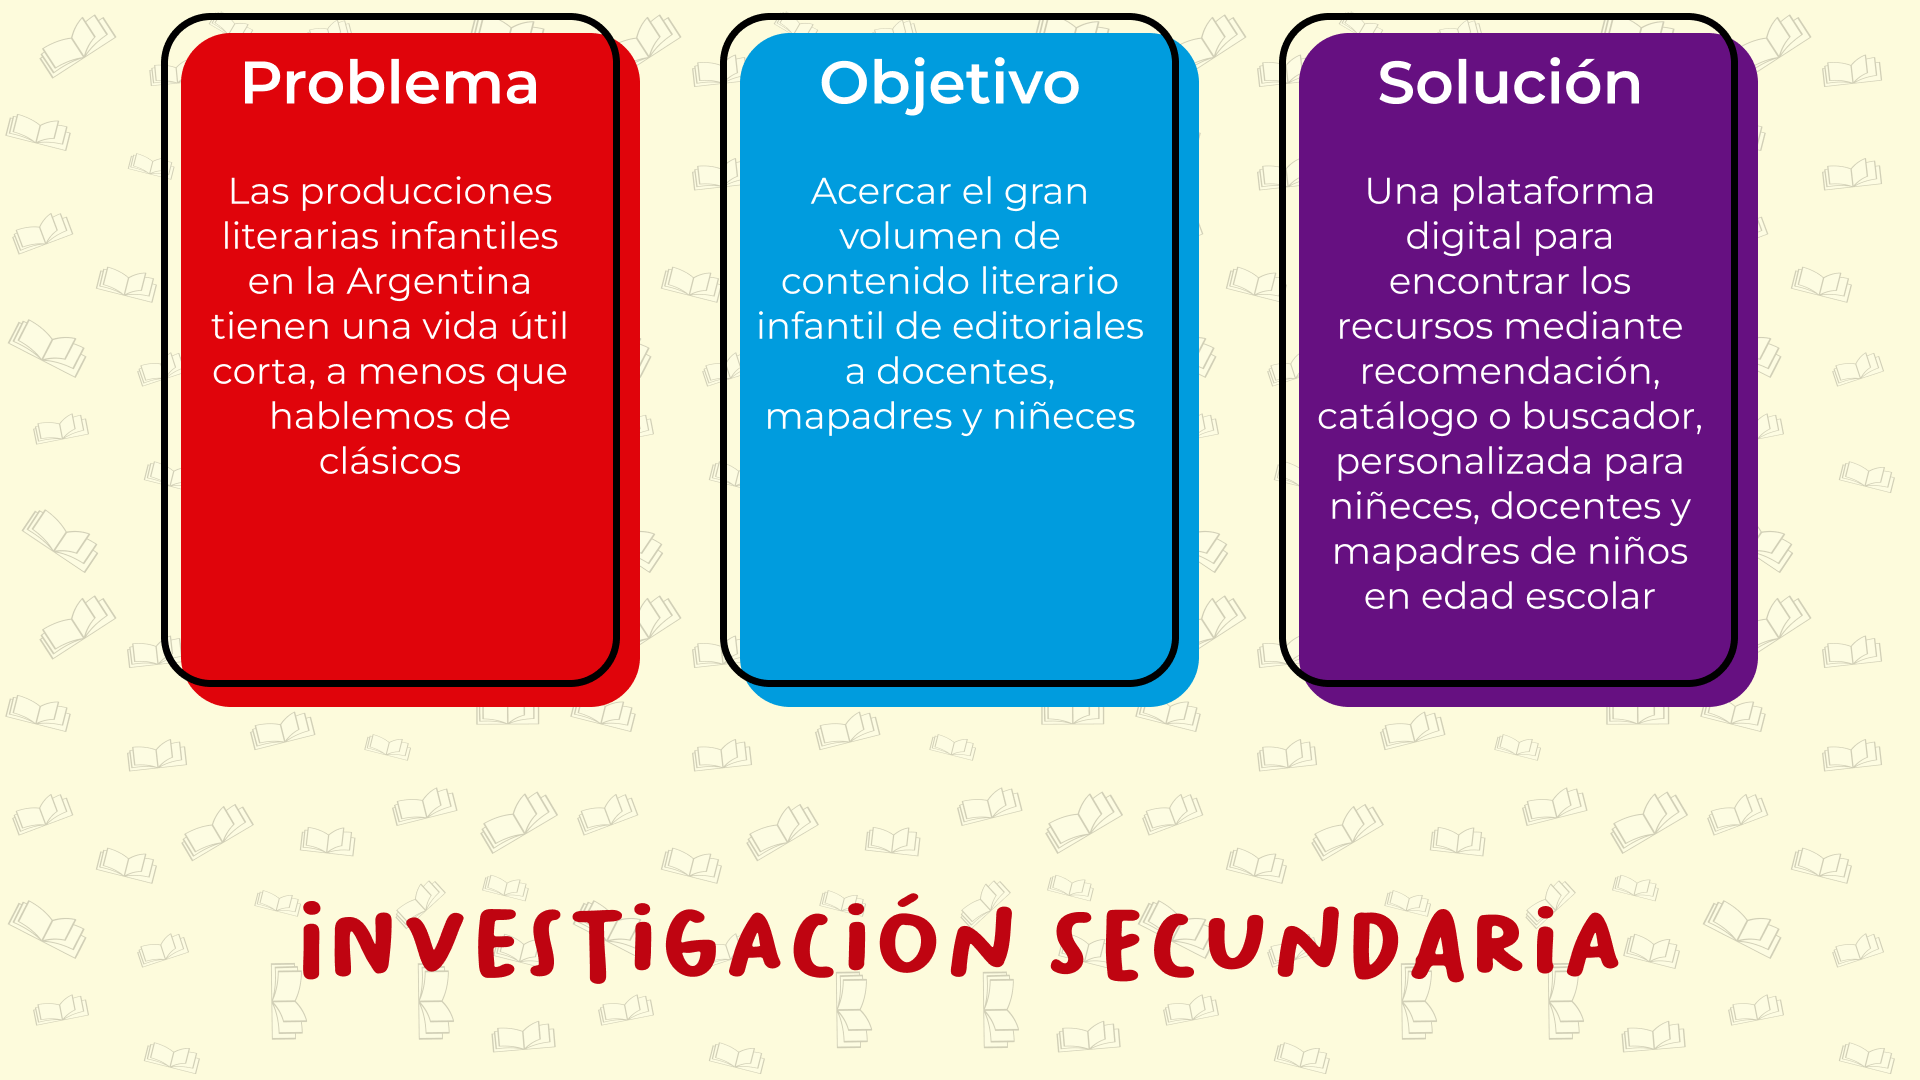 Problema
Las producciones
literarias infantiles
en la Argentina
tienen una vida útil
corta, a menos que
hablemos de
clásicos
Objetivo
Acercar el gran
volumen de
contenido literario
infantil de editoriales
a docentes,
mapadres y niñeces
Solución
Una plataforma
digital para
encontrar los
recursos mediante
recomendación,
catálogo o buscador,
personalizada para
niñeces, docentes y
mapadres de niños
en edad escolar
iNVESTiGACiÓN SECUNDARiA